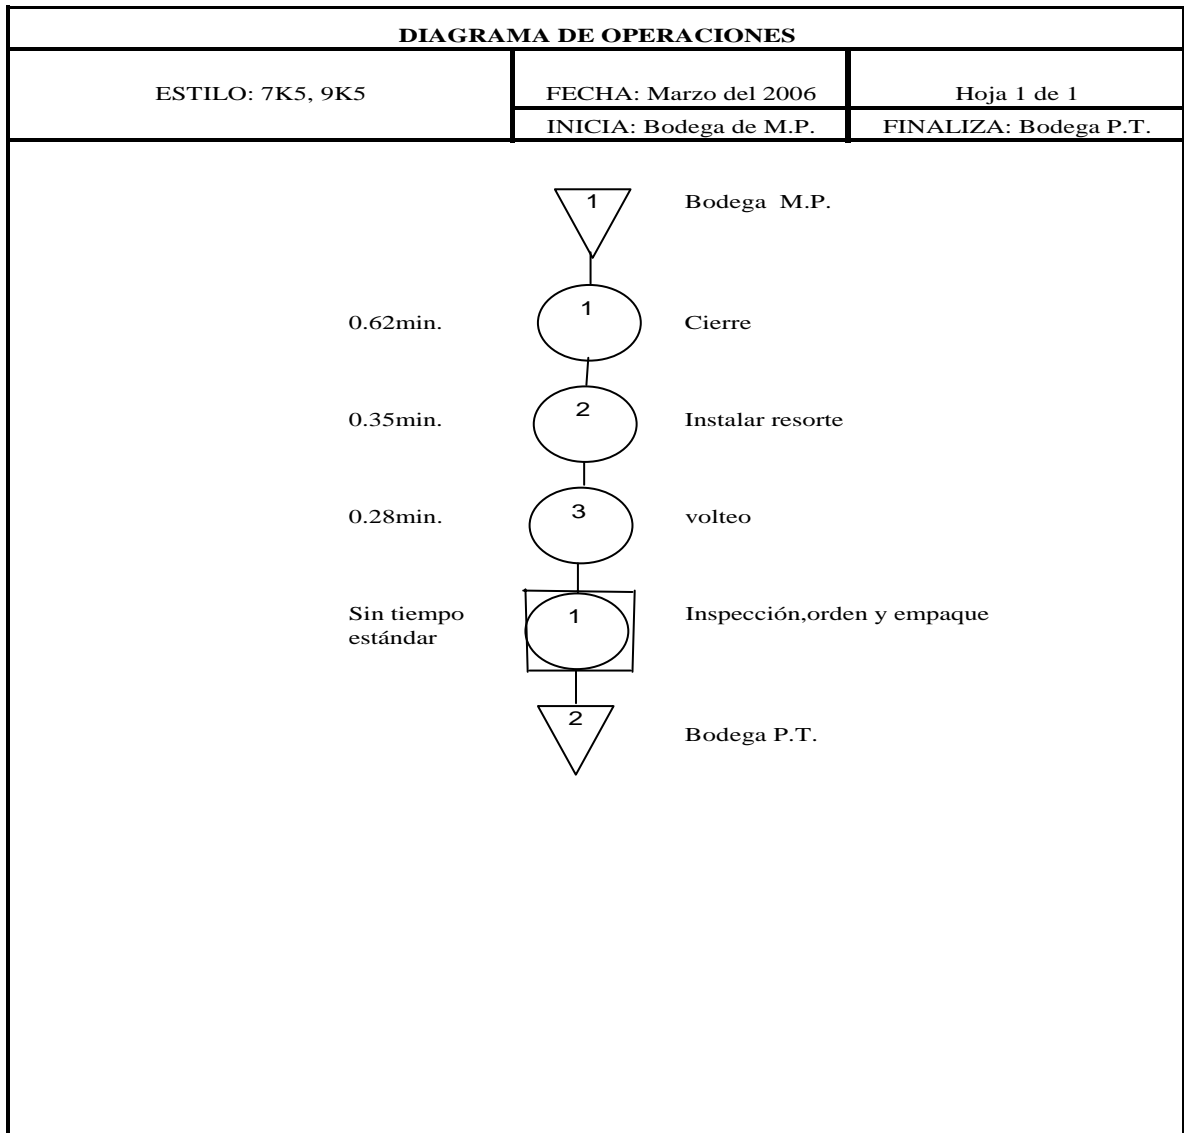 DIAGRAMA DE OPERACIONES
ESTILO: 7K5, 9K5
FECHA: Marzo del 2006
Hoja 1 de 1
INICIA: Bodega de M.P.
FINALIZA: Bodega P.T.
1
Bodega M.P.
0.62min.
1
Cierre
0.35min.
2
Instalar resorte
0.28min.
3
volteo
Sin tiempo
estándar
1
Inspección,orden y empaque
2
Bodega P.T.